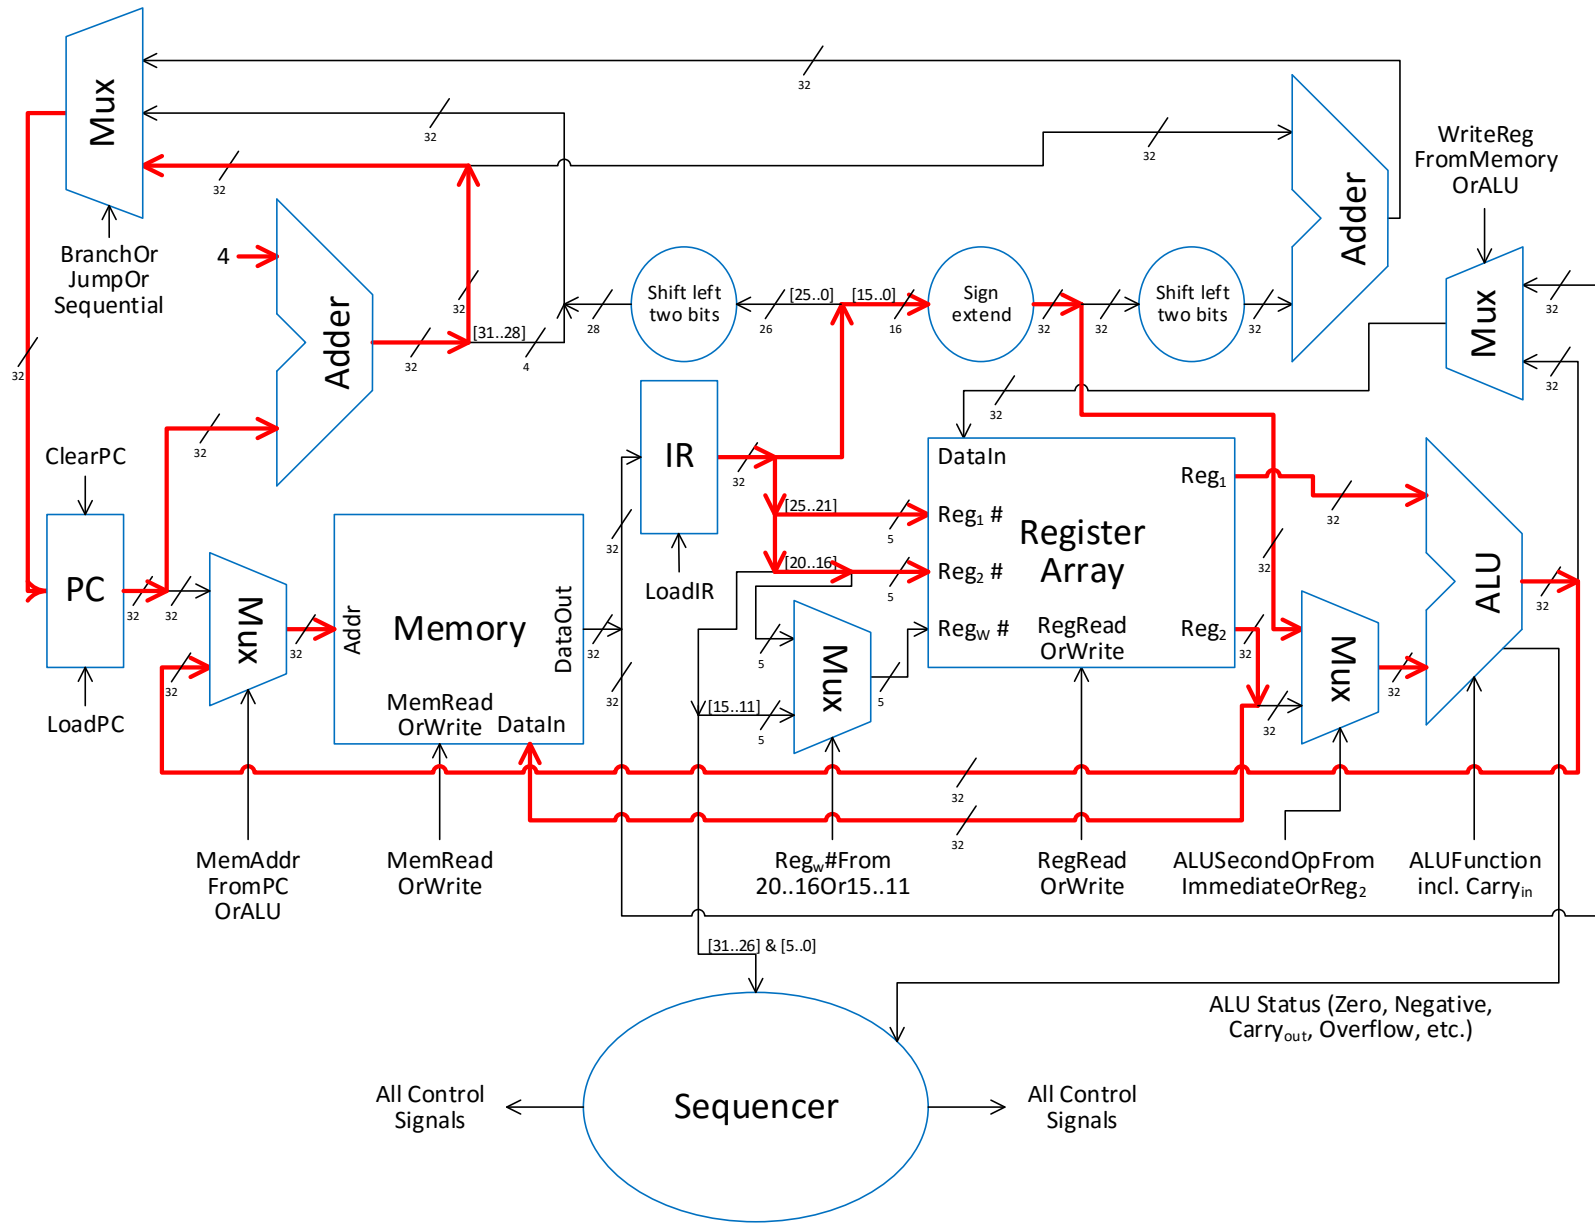 Mux
32
32
32
32
BranchOr
JumpOr
Sequential
4
Adder
32
32
[31..28]
4
28
Shift left
two bits
[25..0]
26
[15..0]
16
Sign
extend
32
32
Shift left
two bits
32
Adder
WriteReg
FromMemory
OrALU
Mux
32
32
32
32
32
ClearPC
PC
LoadPC
32
32
32
Mux
32
Addr
Memory
DataOut
MemRead
OrWrite
DataIn
32
32
32
IR
LoadIR
32
[25..21]
5
[20..16]
5
[15..11]
5
5
Mux
5
DataIn
Reg1 #
Reg2 #
RegW #
Register
Array
RegRead
OrWrite
Reg1
Reg2
32
32
32
32
Mux
32
ALU
32
32
32
MemAddr
FromPC
OrALU
MemRead
OrWrite
Regw#From
20..16Or15..11
RegRead
OrWrite
ALUSecondOpFrom
ImmediateOrReg2
ALUFunction
incl. Carryin
[31..26] & [5..0]
ALU Status (Zero, Negative,
Carryout, Overflow, etc.)
Sequencer
All Control
Signals
All Control
Signals